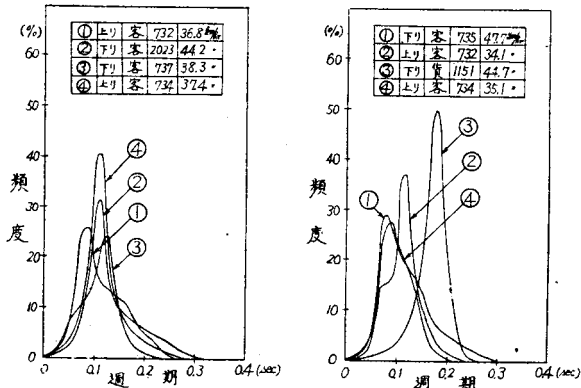 (%)
① 上り 客 732 36.8 km/h
② 下り 客 2023 44.2 〃
③ 下り 客 737 38.3 〃
④ 上り 客 734 37.4 〃
60
50
40
30
20
10
0
頻度
④
②
①
③
0.1 0.2 0.3 0.4 (sec)
週期
(%)
① 下り 客 735 47.7
② 上り 客 732 34.1 〃
③ 下り 貨 1151 44.7 〃
④ 上り 客 734 35.1 〃
60
50
40
30
20
10
0
頻度
③
②
①
④
0 0.1 0.2 0.3 0.4 (sec)
週期